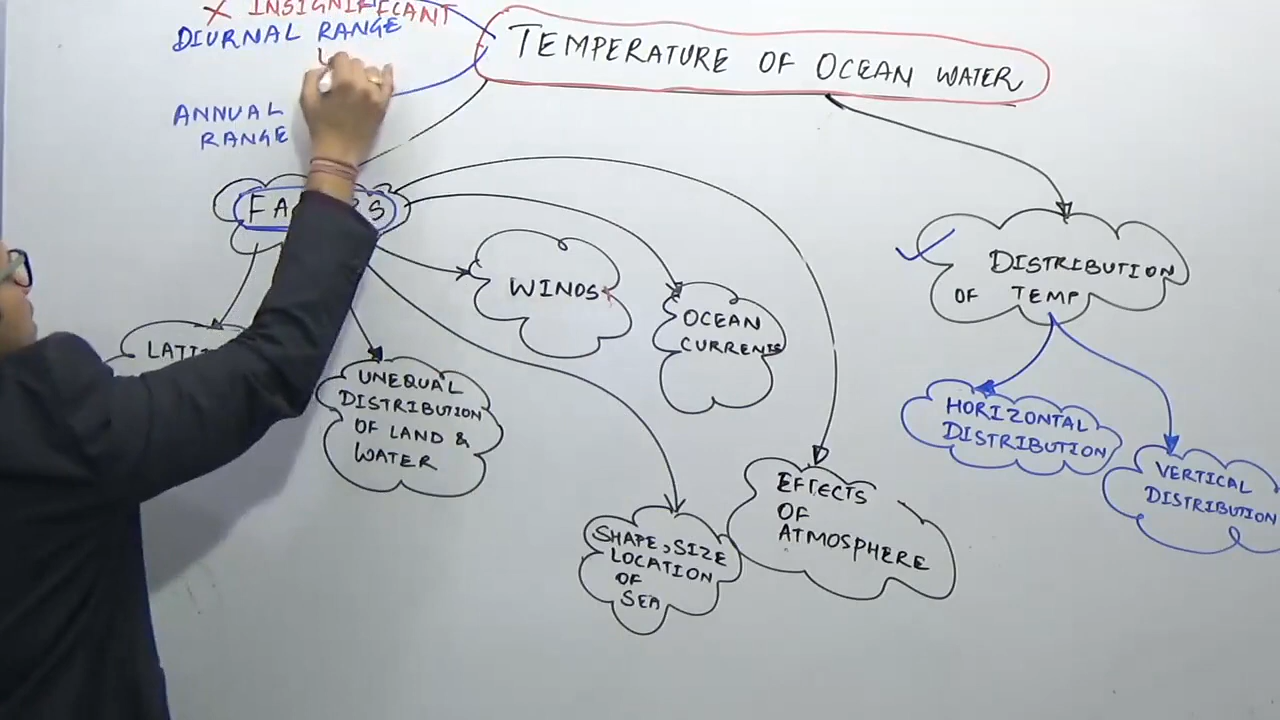 X INSIGNIFICANT
DIURNAL RANGE
ANNUAL
RANGE
TEMPERATURE OF OCEAN WATER
DISTRIBUTION
OF TEMP
WINDS
OCEAN
CURRENTS
UNEQUAL
DISTRIBUTION
OF LAND &
WATER
HORIZONTAL
DISTRIBUTION
VERTICAL
DISTRIBUTION
EFFECTS
OF
ATMOSPHERE
SHAPE, SIZE
LOCATION
OF
SEA